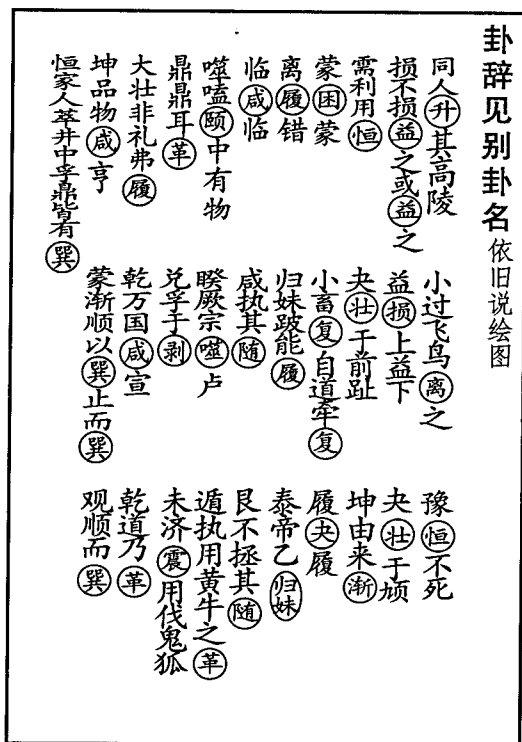 卦辞见别卦名依旧说绘图
同人升其高陵
小过飞鸟离之
豫恒不死
损不损益之或益之
益损上益下
夬壮于頄
需利用恒
夬壮于前趾
坤由来渐
蒙困蒙
小畜复自道牵复
履夬履
离履错
归妹跛能履
泰帝乙归妹
临咸临
咸执其随
艮不拯其随
噬嗑颐中有物
睽厥宗噬卢
遁执用黄牛之革
鼎鼎耳革
兑孚于剥
未济震用伐鬼狐
大壮非礼弗履
乾万国咸宣
乾道乃革
坤品物咸亨
蒙渐顺以巽止而巽
观顺而巽
恒家人萃井中孚鼎皆有巽